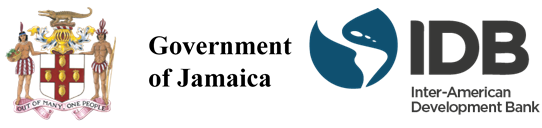 OUT OF MANY, ONE PEOPLE
Government
of Jamaica
IDB
Inter-American
Development Bank